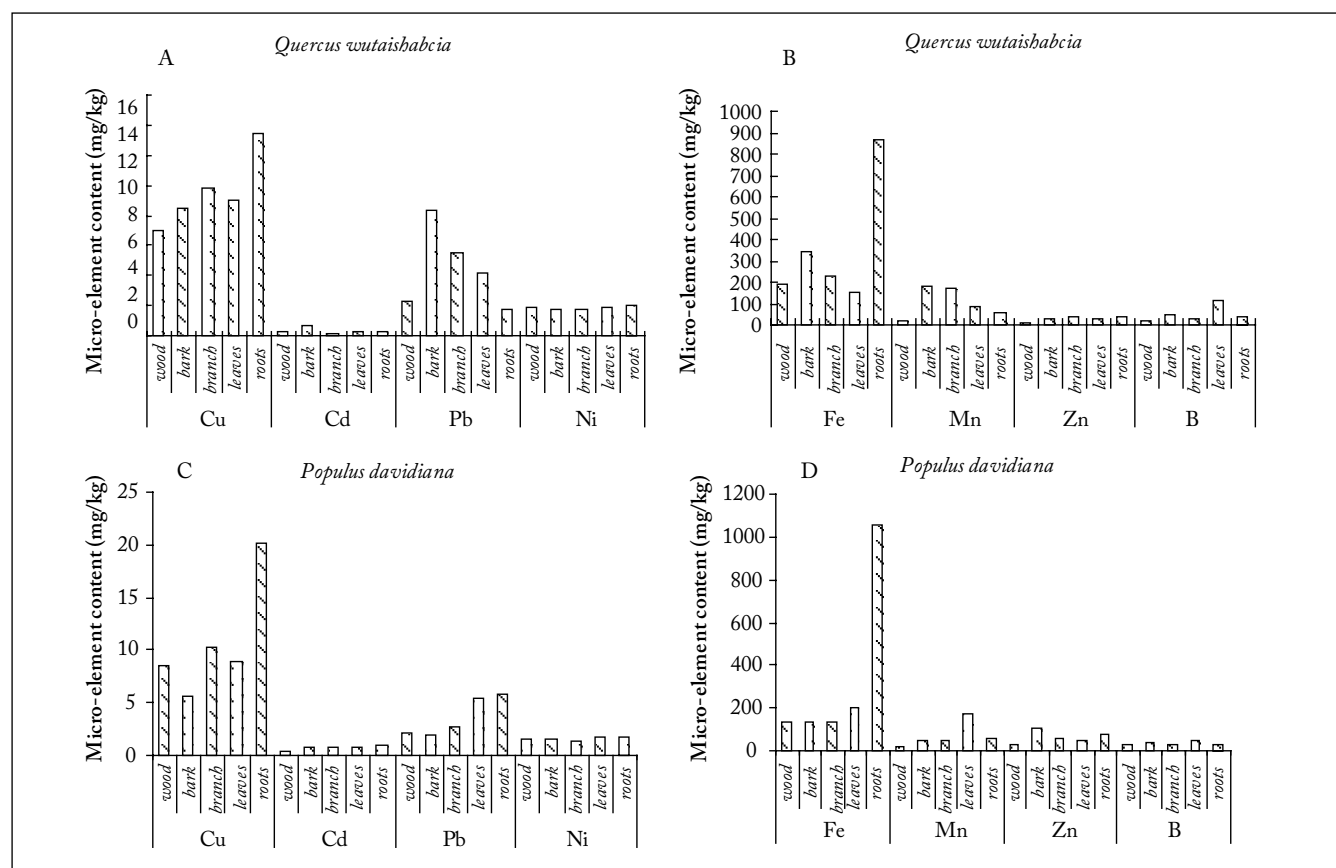 A
Quercus wutaishabcia
Micro-element content (mg/kg)
16
14
12
10
8
6
4
2
0
wood bark branch leaves roots wood bark branch leaves roots wood bark branch leaves roots wood bark branch leaves roots
Cu Cd Pb Ni
B
Quercus wutaishabcia
Micro-element content (mg/kg)
1000
900
800
700
600
500
400
300
200
100
0
wood bark branch leaves roots wood bark branch leaves roots wood bark branch leaves roots wood bark branch leaves roots
Fe Mn Zn B
C
Populus davidiana
Micro-element content (mg/kg)
25
20
15
10
5
0
wood bark branch leaves roots wood bark branch leaves roots wood bark branch leaves roots wood bark branch leaves roots
Cu Cd Pb Ni
D
Populus davidiana
Micro-element content (mg/kg)
1200
1000
800
600
400
200
0
wood bark branch leaves roots wood bark branch leaves roots wood bark branch leaves roots wood bark branch leaves roots
Fe Mn Zn B